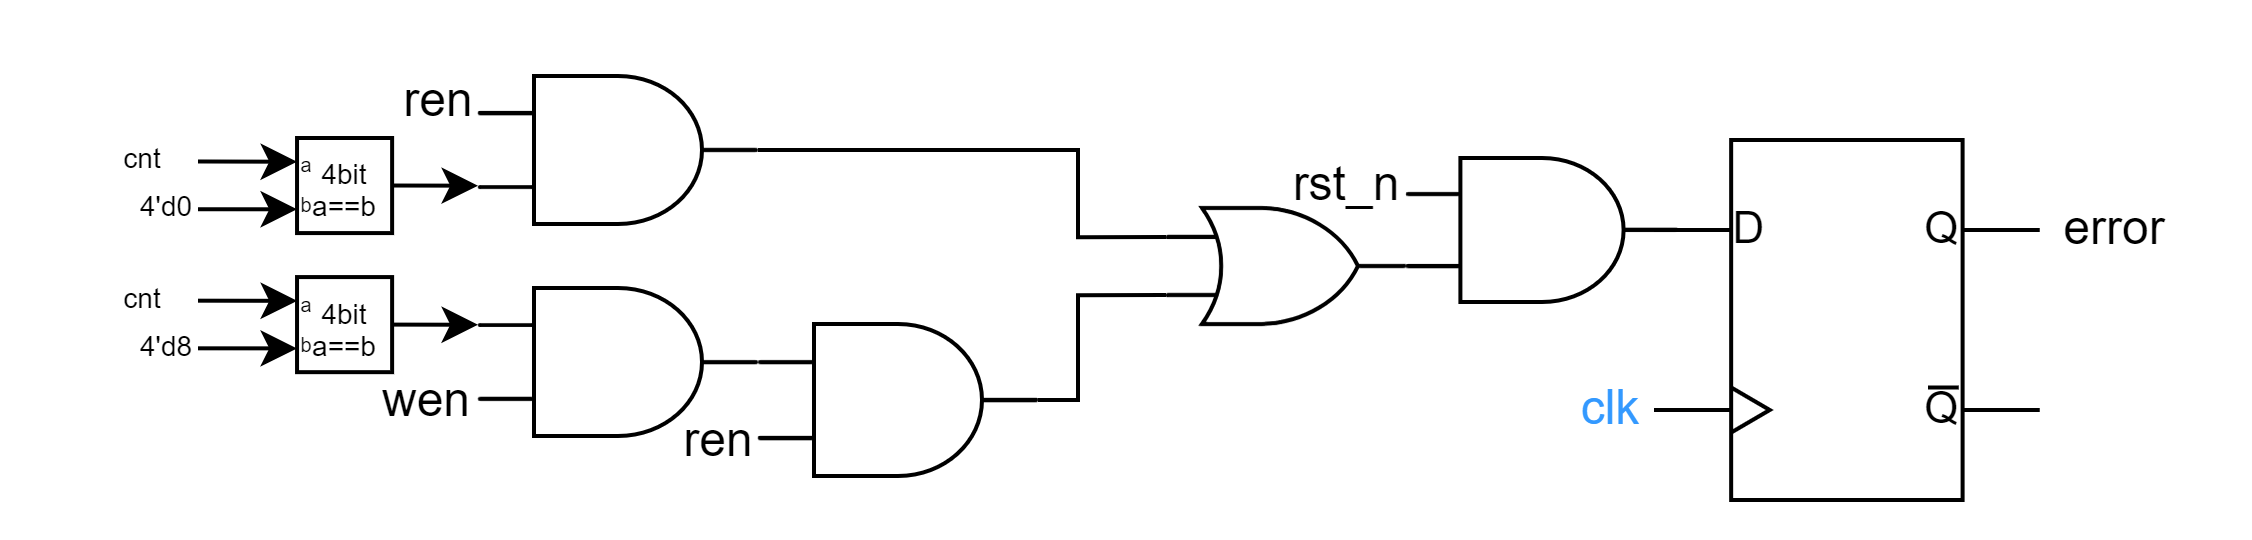 ren
cnt
a
4bit
4'd0
b
a==b
cnt
a
4bit
4'd8
b
a==b
wen
ren
rst_n
D
Q
error
clk
Q̅